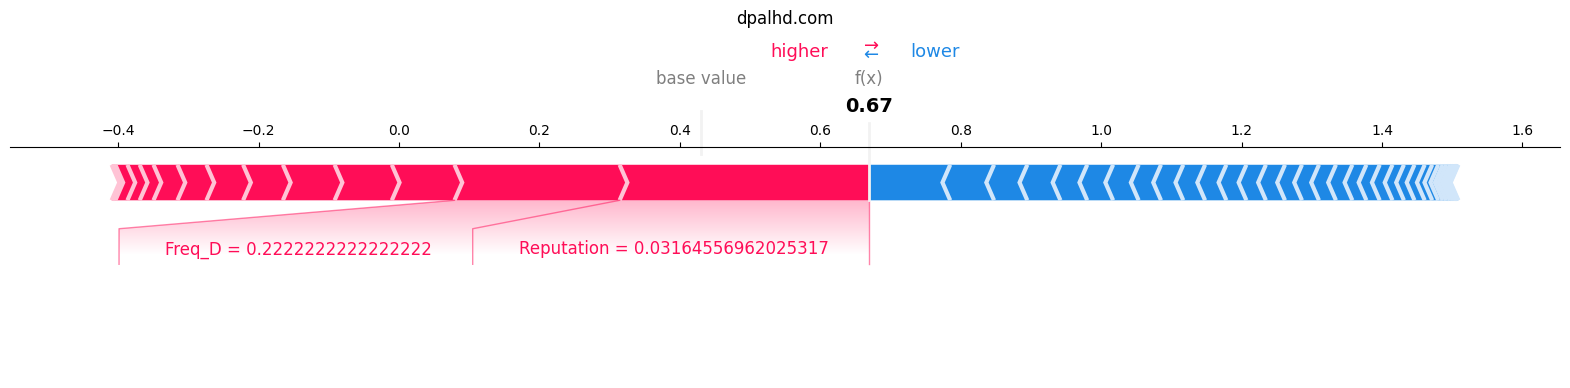 dpalhd.com
higher ⇄ lower
base value f(x)
0.67
−0.4 −0.2 0.0 0.2 0.4 0.6 0.8 1.0 1.2 1.4 1.6
Freq_D = 0.2222222222222222 Reputation = 0.03164556962025317